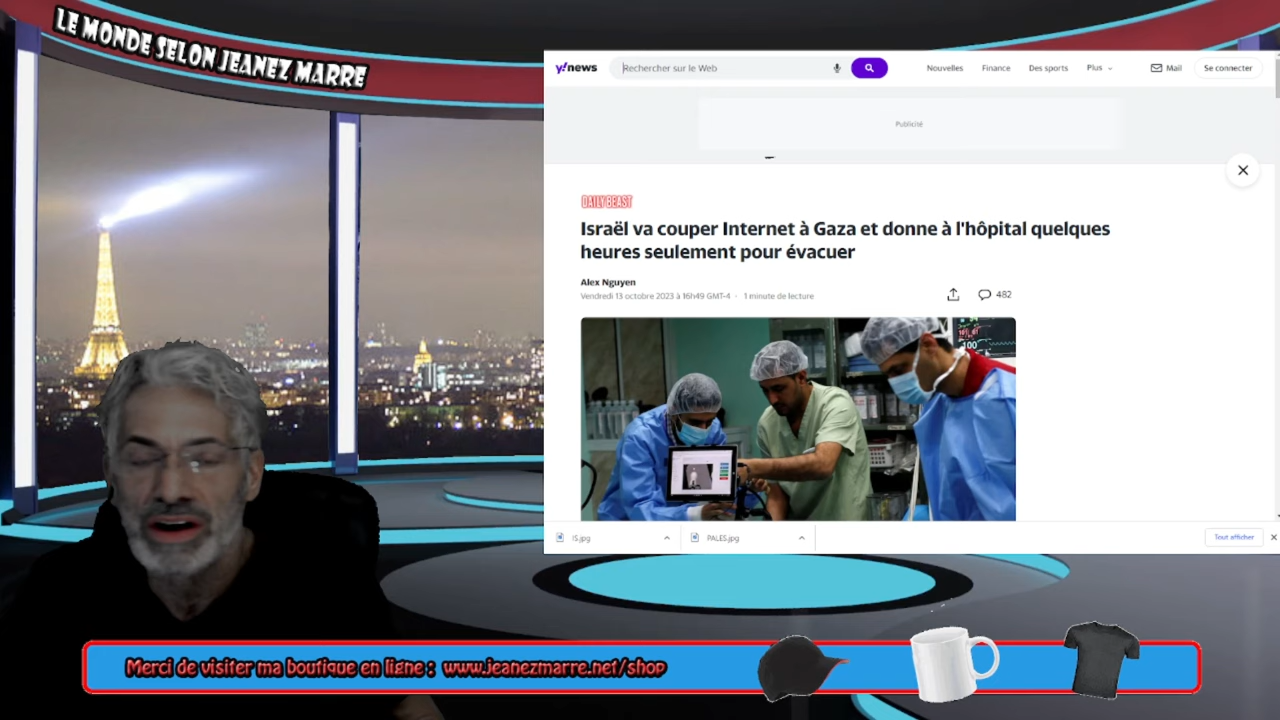 LE MONDE SELON JEANEZ MARRE
y!news
Rechercher sur le Web
Nouvelles
Finance
Des sports
Plus
Mail
Se connecter
Publicité
DAILY BEAST
Israël va couper Internet à Gaza et donne à l'hôpital quelques
heures seulement pour évacuer
Alex Nguyen
Vendredi 13 octobre 2023 à 16h49 GMT-4 · 1 minute de lecture
482
100
IS.jpg
PALES.jpg
Tout afficher
Merci de visiter ma boutique en ligne : www.jeanezmarre.net/shop